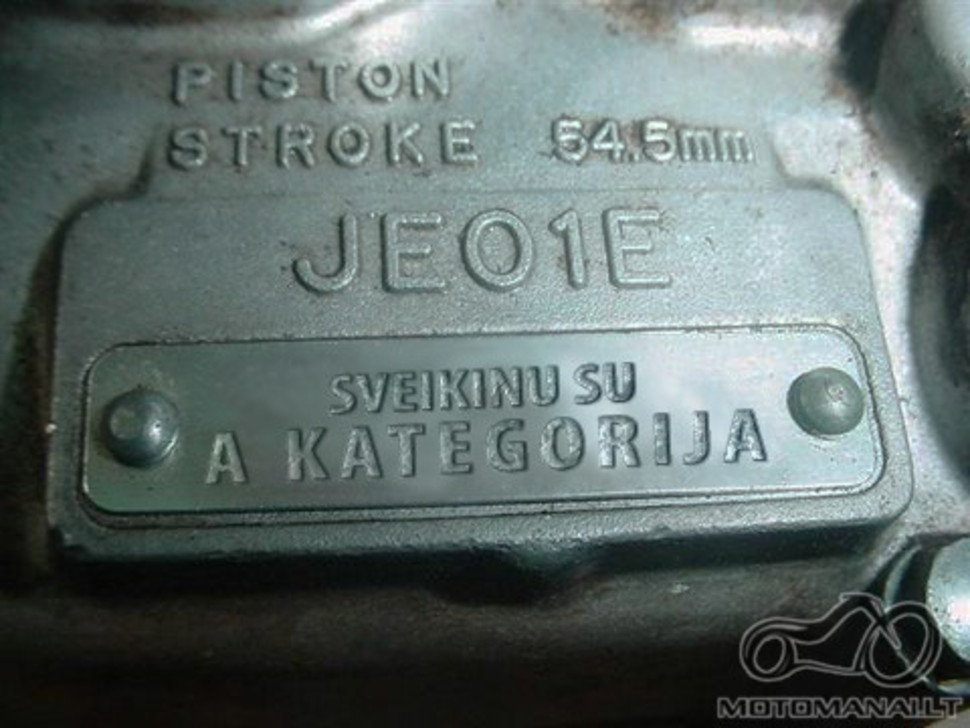 PISTON
STROKE 54.5mm
JE01E
SVEIKINU SU
A KATEGORIJA
MOTOMANAI.LT